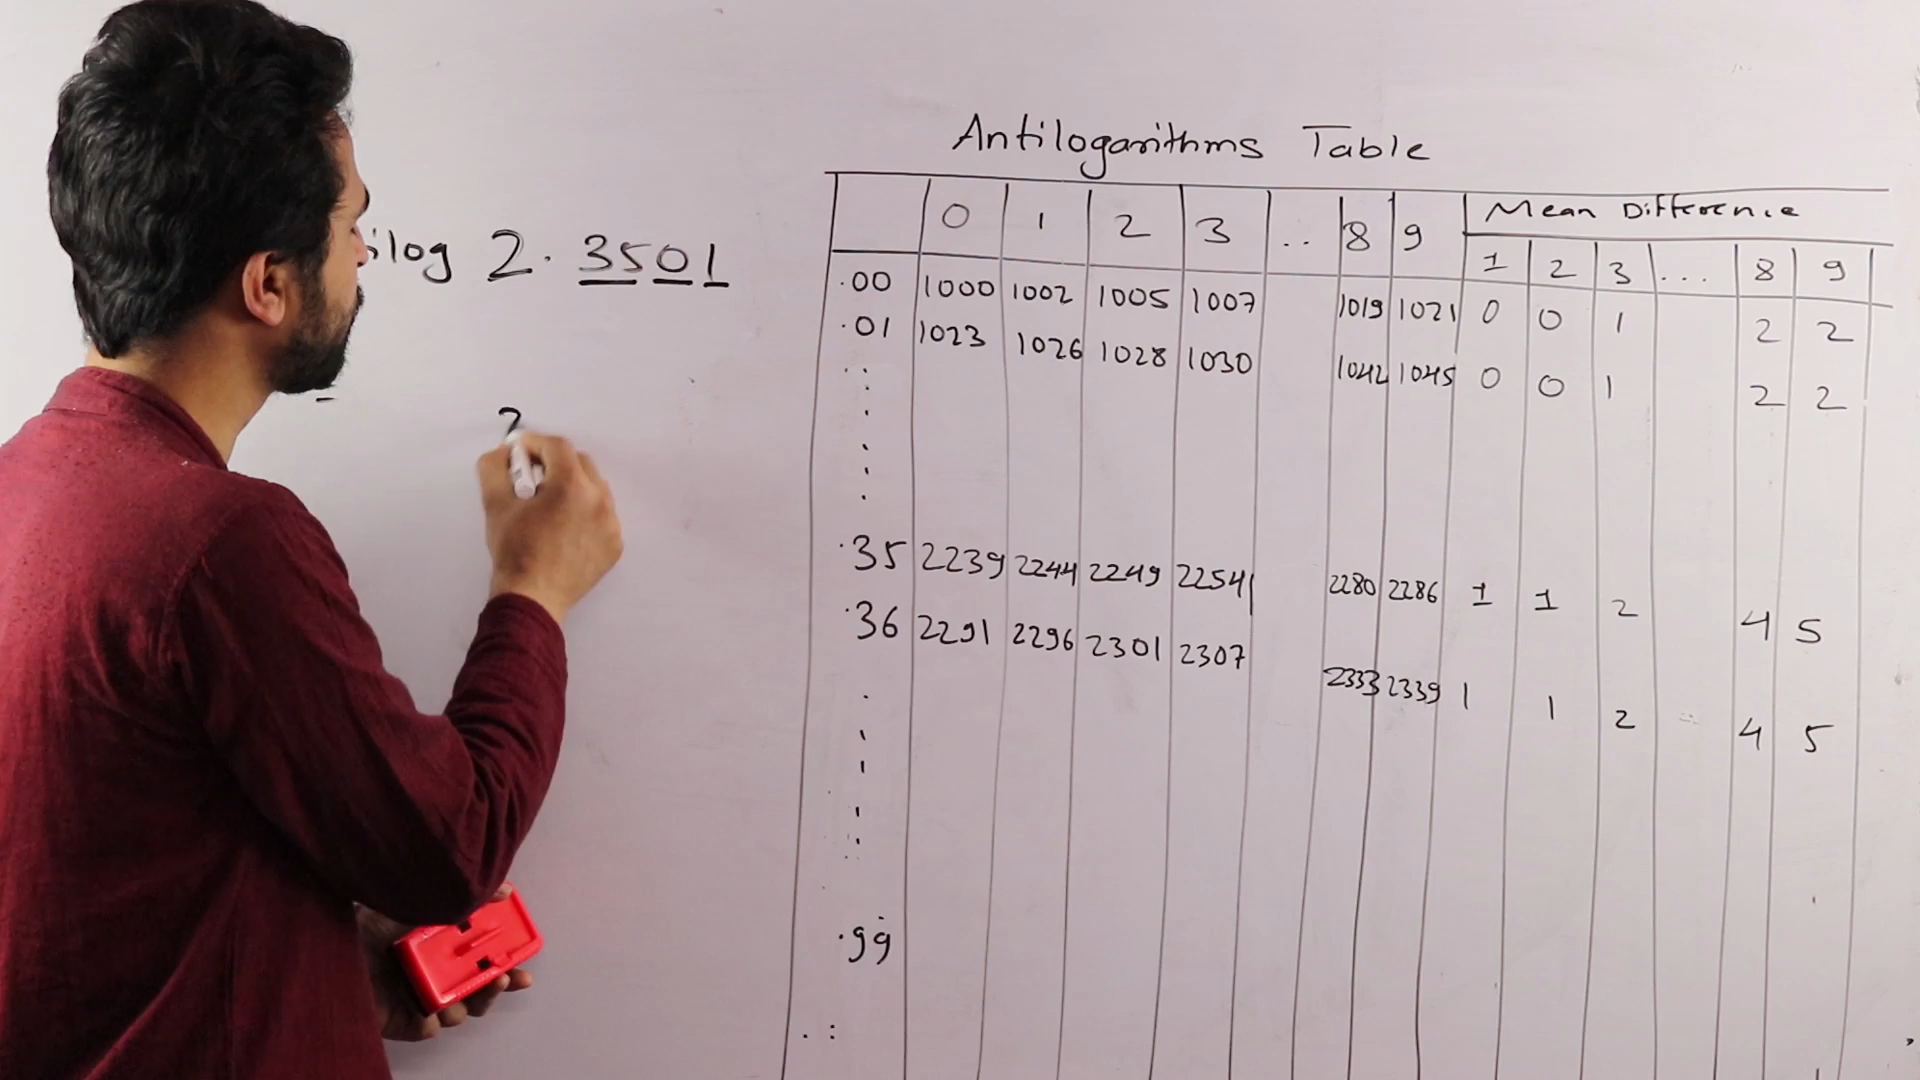 Antilogarithms Table
ilog 2.3501
0 1 2 3 .. 8 9 Mean Difference
1 2 3 ... 8 9
.00 1000 1002 1005 1007 1019 1021 0 0 1 2 2
.01 1023 1026 1028 1030 1042 1045 0 0 1 2 2
2
.35 2239 2244 2249 2254 2280 2286 1 1 2 4 5
.36 2291 2296 2301 2307 2333 2339 1 1 2 4 5
.99